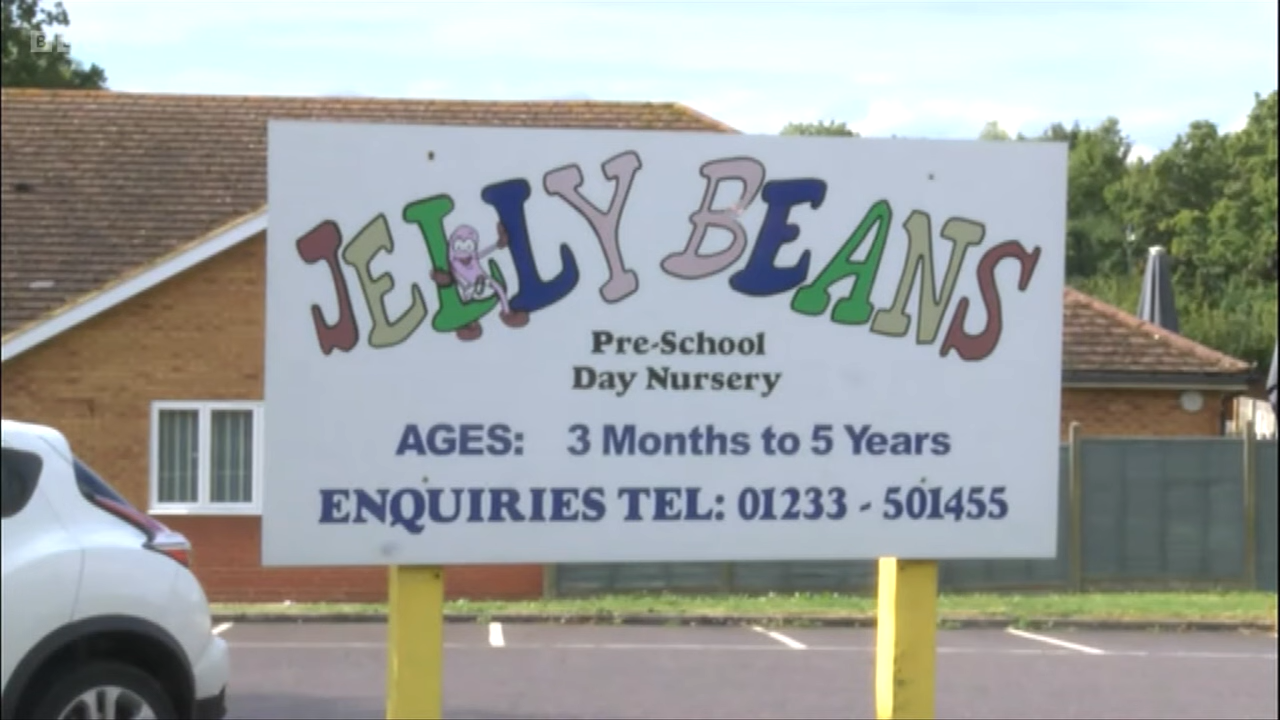 JELLY BEANS
Pre-School
Day Nursery
AGES: 3 Months to 5 Years
ENQUIRIES TEL: 01233 - 501455